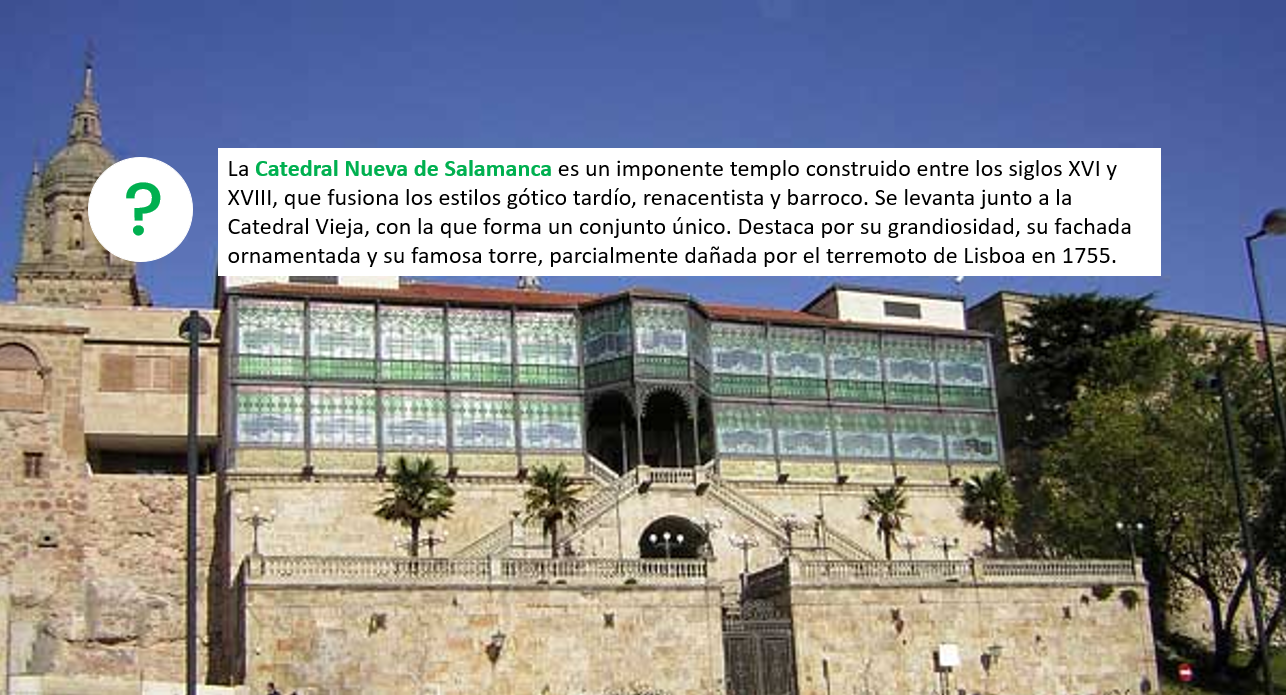 ?
La Catedral Nueva de Salamanca es un imponente templo construido entre los siglos XVI y
XVIII, que fusiona los estilos gótico tardío, renacentista y barroco. Se levanta junto a la
Catedral Vieja, con la que forma un conjunto único. Destaca por su grandiosidad, su fachada
ornamentada y su famosa torre, parcialmente dañada por el terremoto de Lisboa en 1755.